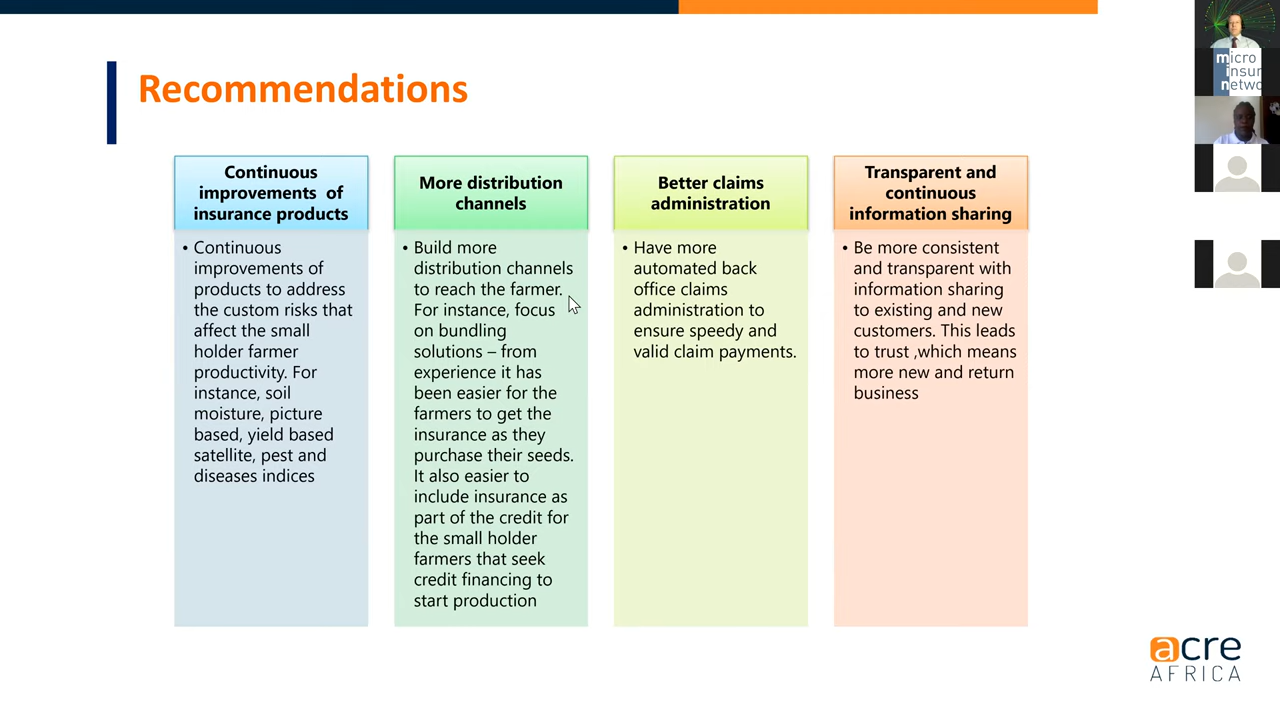 Recommendations
Continuous
improvements of
insurance products
• Continuous
improvements of
products to address
the custom risks that
affect the small
holder farmer
productivity. For
instance, soil
moisture, picture
based, yield based
satellite, pest and
diseases indices
More distribution
channels
• Build more
distribution channels
to reach the farmer.
For instance, focus
on bundling
solutions – from
experience it has
been easier for the
farmers to get the
insurance as they
purchase their seeds.
It also easier to
include insurance as
part of the credit for
the small holder
farmers that seek
credit financing to
start production
Better claims
administration
• Have more
automated back
office claims
administration to
ensure speedy and
valid claim payments.
Transparent and
continuous
information sharing
• Be more consistent
and transparent with
information sharing
to existing and new
customers. This leads
to trust ,which means
more new and return
business
micro
insur
netwo
acre
AFRICA